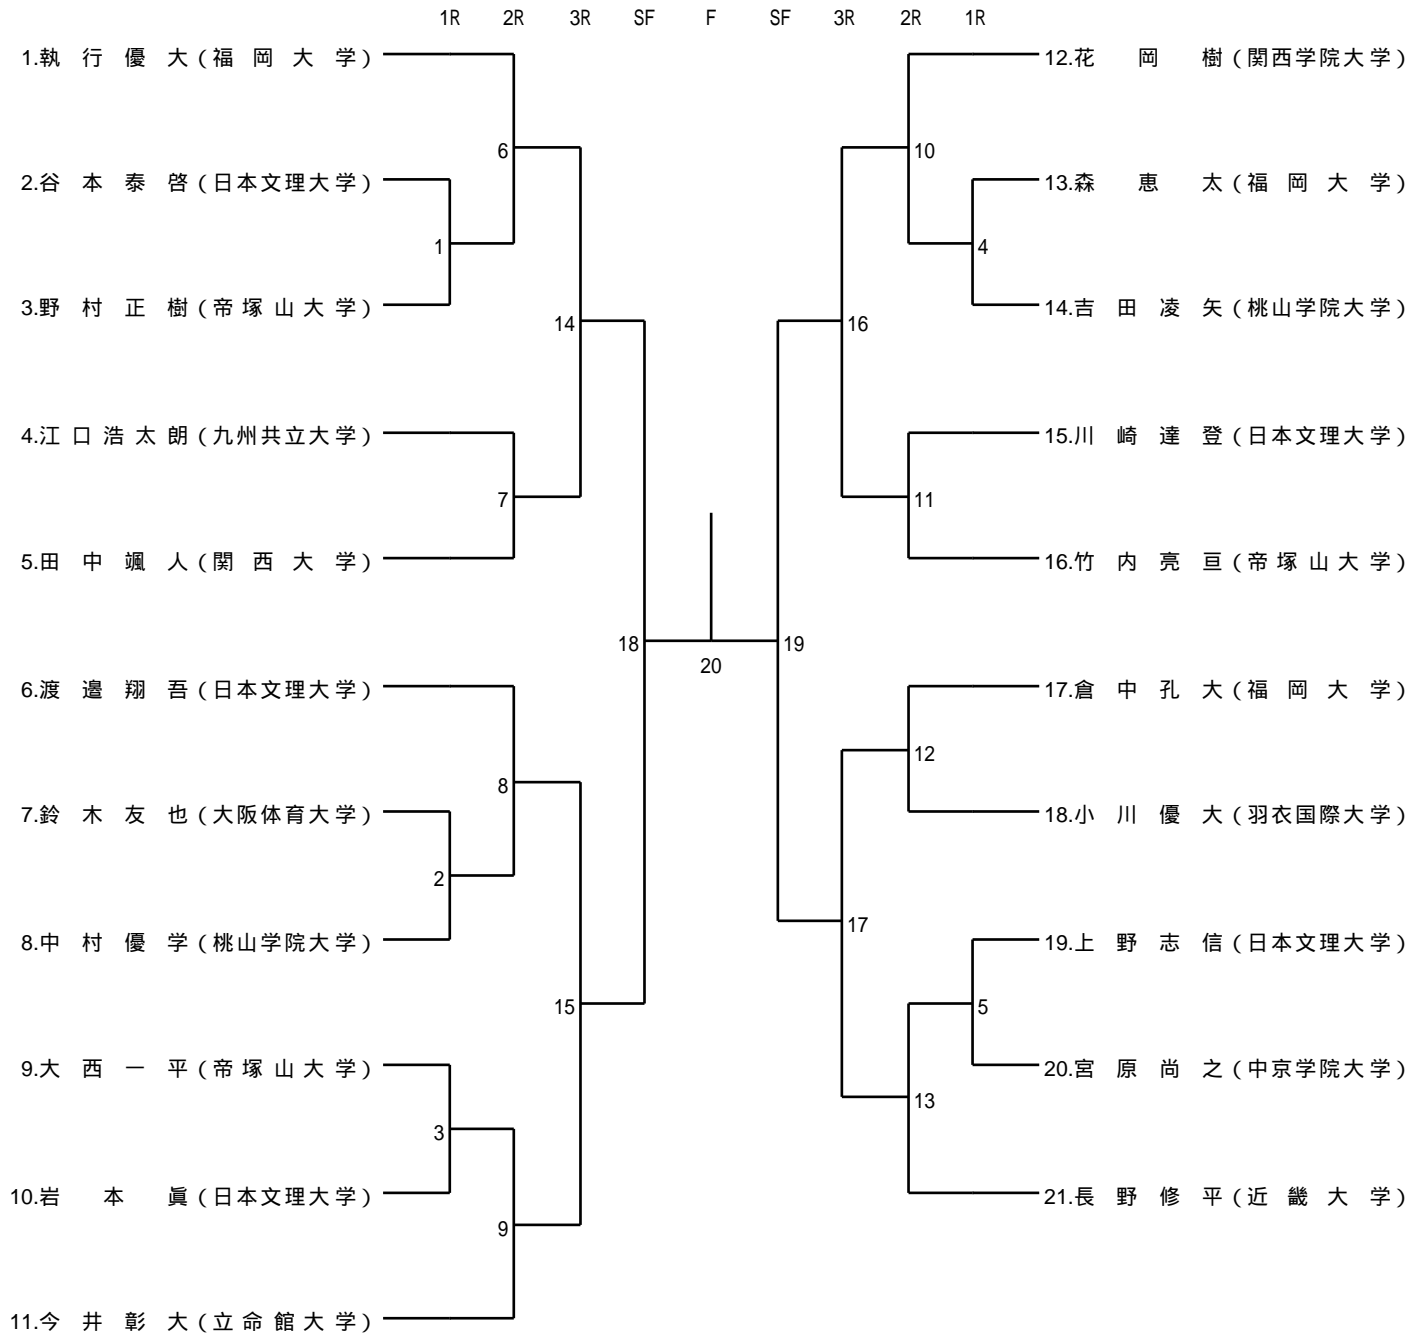 1R 2R 3R SF F SF 3R 2R 1R
1.執行優大(福岡大学)
2.谷本泰啓(日本文理大学)
3.野村正樹(帝塚山大学)
4.江口浩太朗(九州共立大学)
5.田中颯人(関西大学)
6.渡邉翔吾(日本文理大学)
7.鈴木友也(大阪体育大学)
8.中村優学(桃山学院大学)
9.大西一平(帝塚山大学)
10.岩本眞(日本文理大学)
11.今井彰大(立命館大学)
6
1
14
7
18
8
2
15
3
9
20
10
4
16
11
19
12
17
5
13
12.花岡樹(関西学院大学)
13.森恵太(福岡大学)
14.吉田凌矢(桃山学院大学)
15.川崎達登(日本文理大学)
16.竹内亮亘(帝塚山大学)
17.倉中孔大(福岡大学)
18.小川優大(羽衣国際大学)
19.上野志信(日本文理大学)
20.宮原尚之(中京学院大学)
21.長野修平(近畿大学)